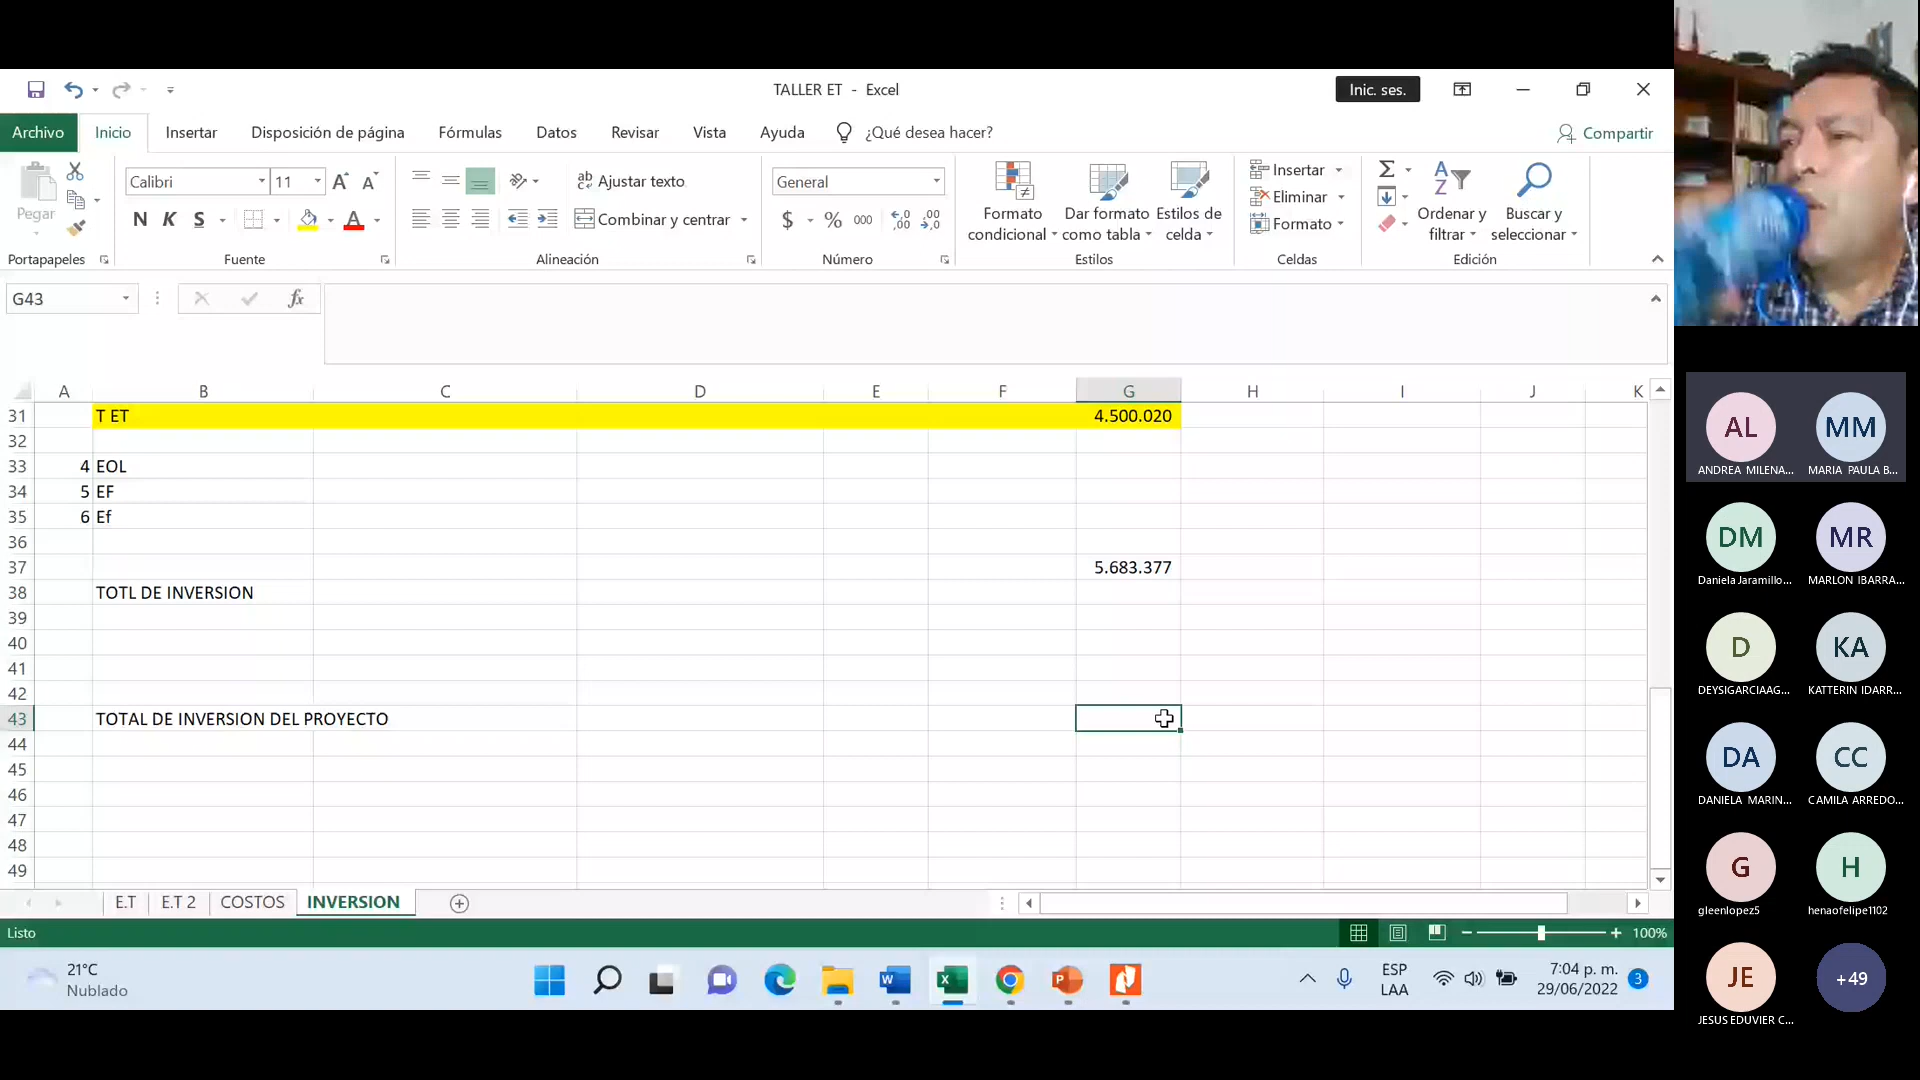 TALLER ET - Excel
Inic. ses.
Archivo Inicio Insertar Disposición de página Fórmulas Datos Revisar Vista Ayuda ¿Qué desea hacer? Compartir
Pegar
Portapapeles
Calibri 11
N K S
Fuente
Ajustar texto
Combinar y centrar
Alineación
General
$ % 000
Número
Formato condicional
Dar formato como tabla
Estilos de celda
Estilos
Insertar
Eliminar
Formato
Celdas
Ordenar y filtrar
Buscar y seleccionar
Edición
G43
fx
A B C D E F G H I J K
31 T ET 4.500.020
32
33 4 EOL
34 5 EF
35 6 Ef
36
37 5.683.377
38 TOTL DE INVERSION
39
40
41
42
43 TOTAL DE INVERSION DEL PROYECTO
44
45
46
47
48
49
E.T E.T 2 COSTOS INVERSION
Listo
100%
21°C
Nublado
ESP
LAA
7:04 p. m.
29/06/2022
3
AL
ANDREA MILENA...
MM
MARIA PAULA B...
DM
Daniela Jaramillo...
MR
MARLON IBARRA...
D
DEYSIGARCIAAG...
KA
KATTERIN IDARR...
DA
DANIELA MARIN...
CC
CAMILA ARREDO...
G
gleenlopez5
H
henaofelipe1102
JE
JESUS EDUVIER C...
+49